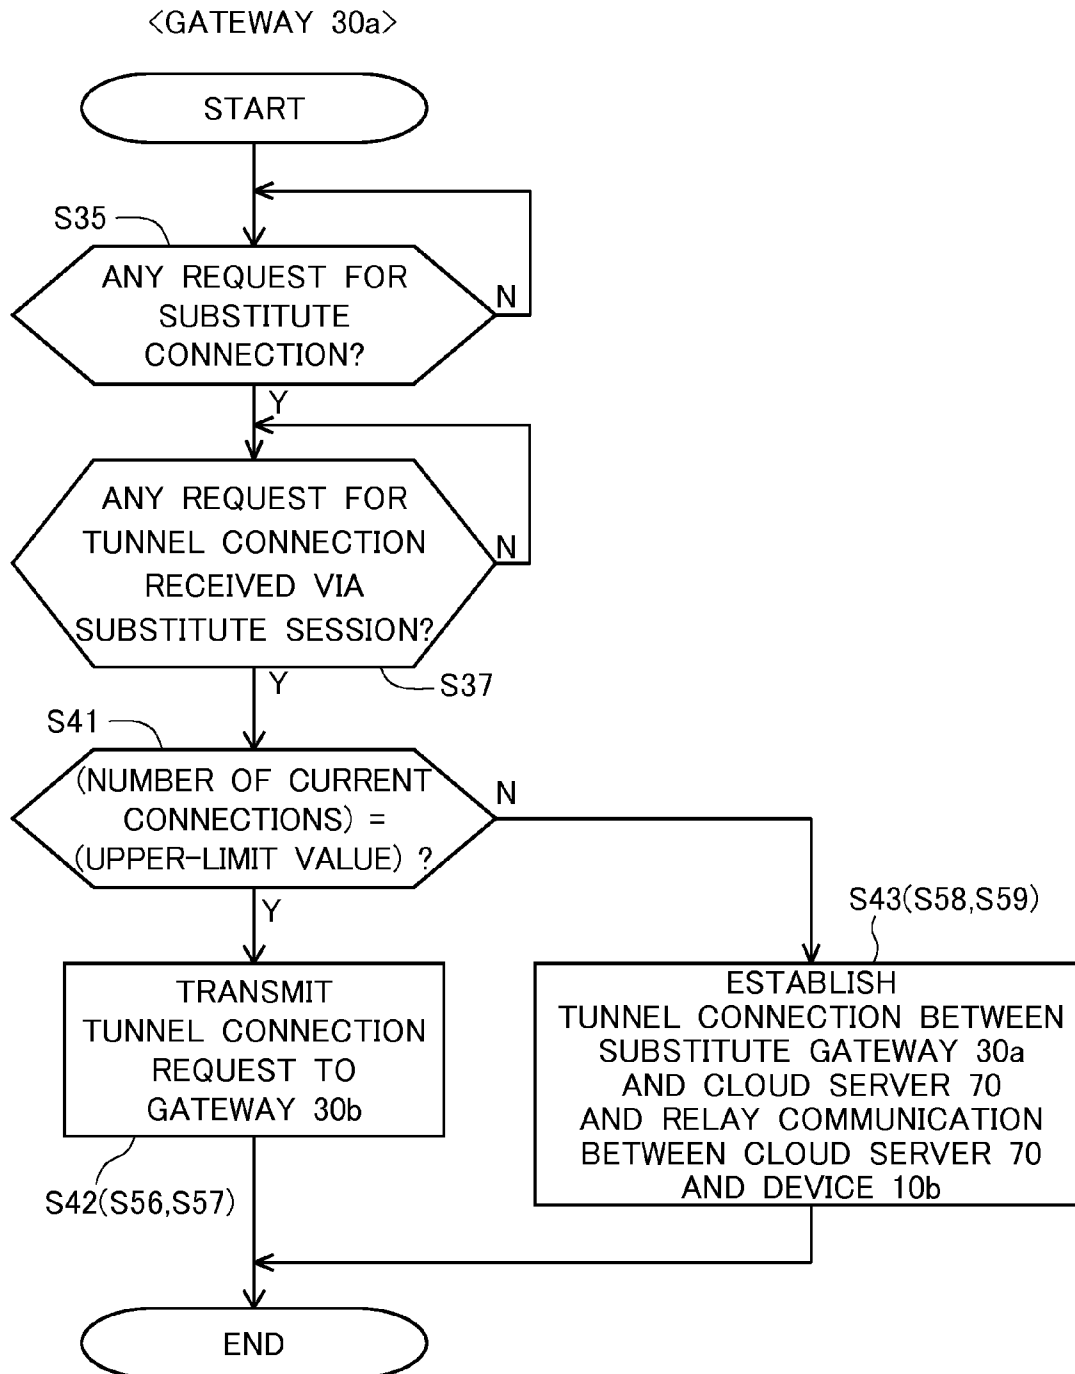 <GATEWAY 30a>
START
S35
ANY REQUEST FOR
SUBSTITUTE
CONNECTION?
N
Y
ANY REQUEST FOR
TUNNEL CONNECTION
RECEIVED VIA
SUBSTITUTE SESSION?
N
Y
S37
S41
(NUMBER OF CURRENT
CONNECTIONS) =
(UPPER-LIMIT VALUE) ?
N
Y
S43(S58,S59)
TRANSMIT
TUNNEL CONNECTION
REQUEST TO
GATEWAY 30b
S42(S56,S57)
ESTABLISH
TUNNEL CONNECTION BETWEEN
SUBSTITUTE GATEWAY 30a
AND CLOUD SERVER 70
AND RELAY COMMUNICATION
BETWEEN CLOUD SERVER 70
AND DEVICE 10b
END